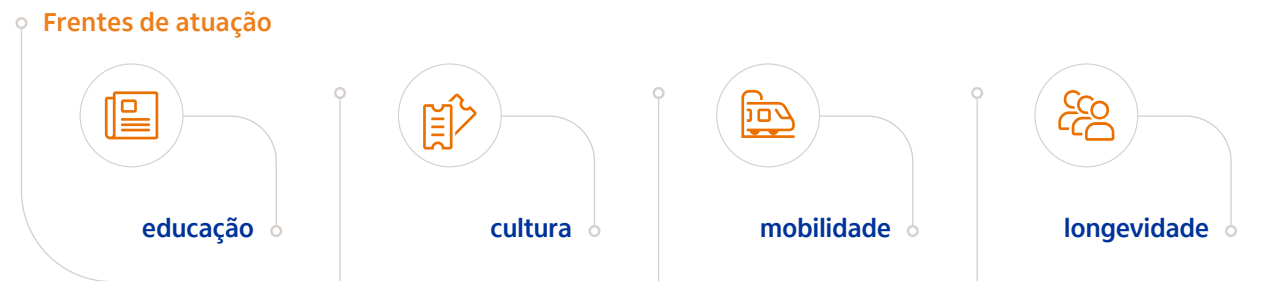 Frentes de atuação
educação
cultura
mobilidade
longevidade